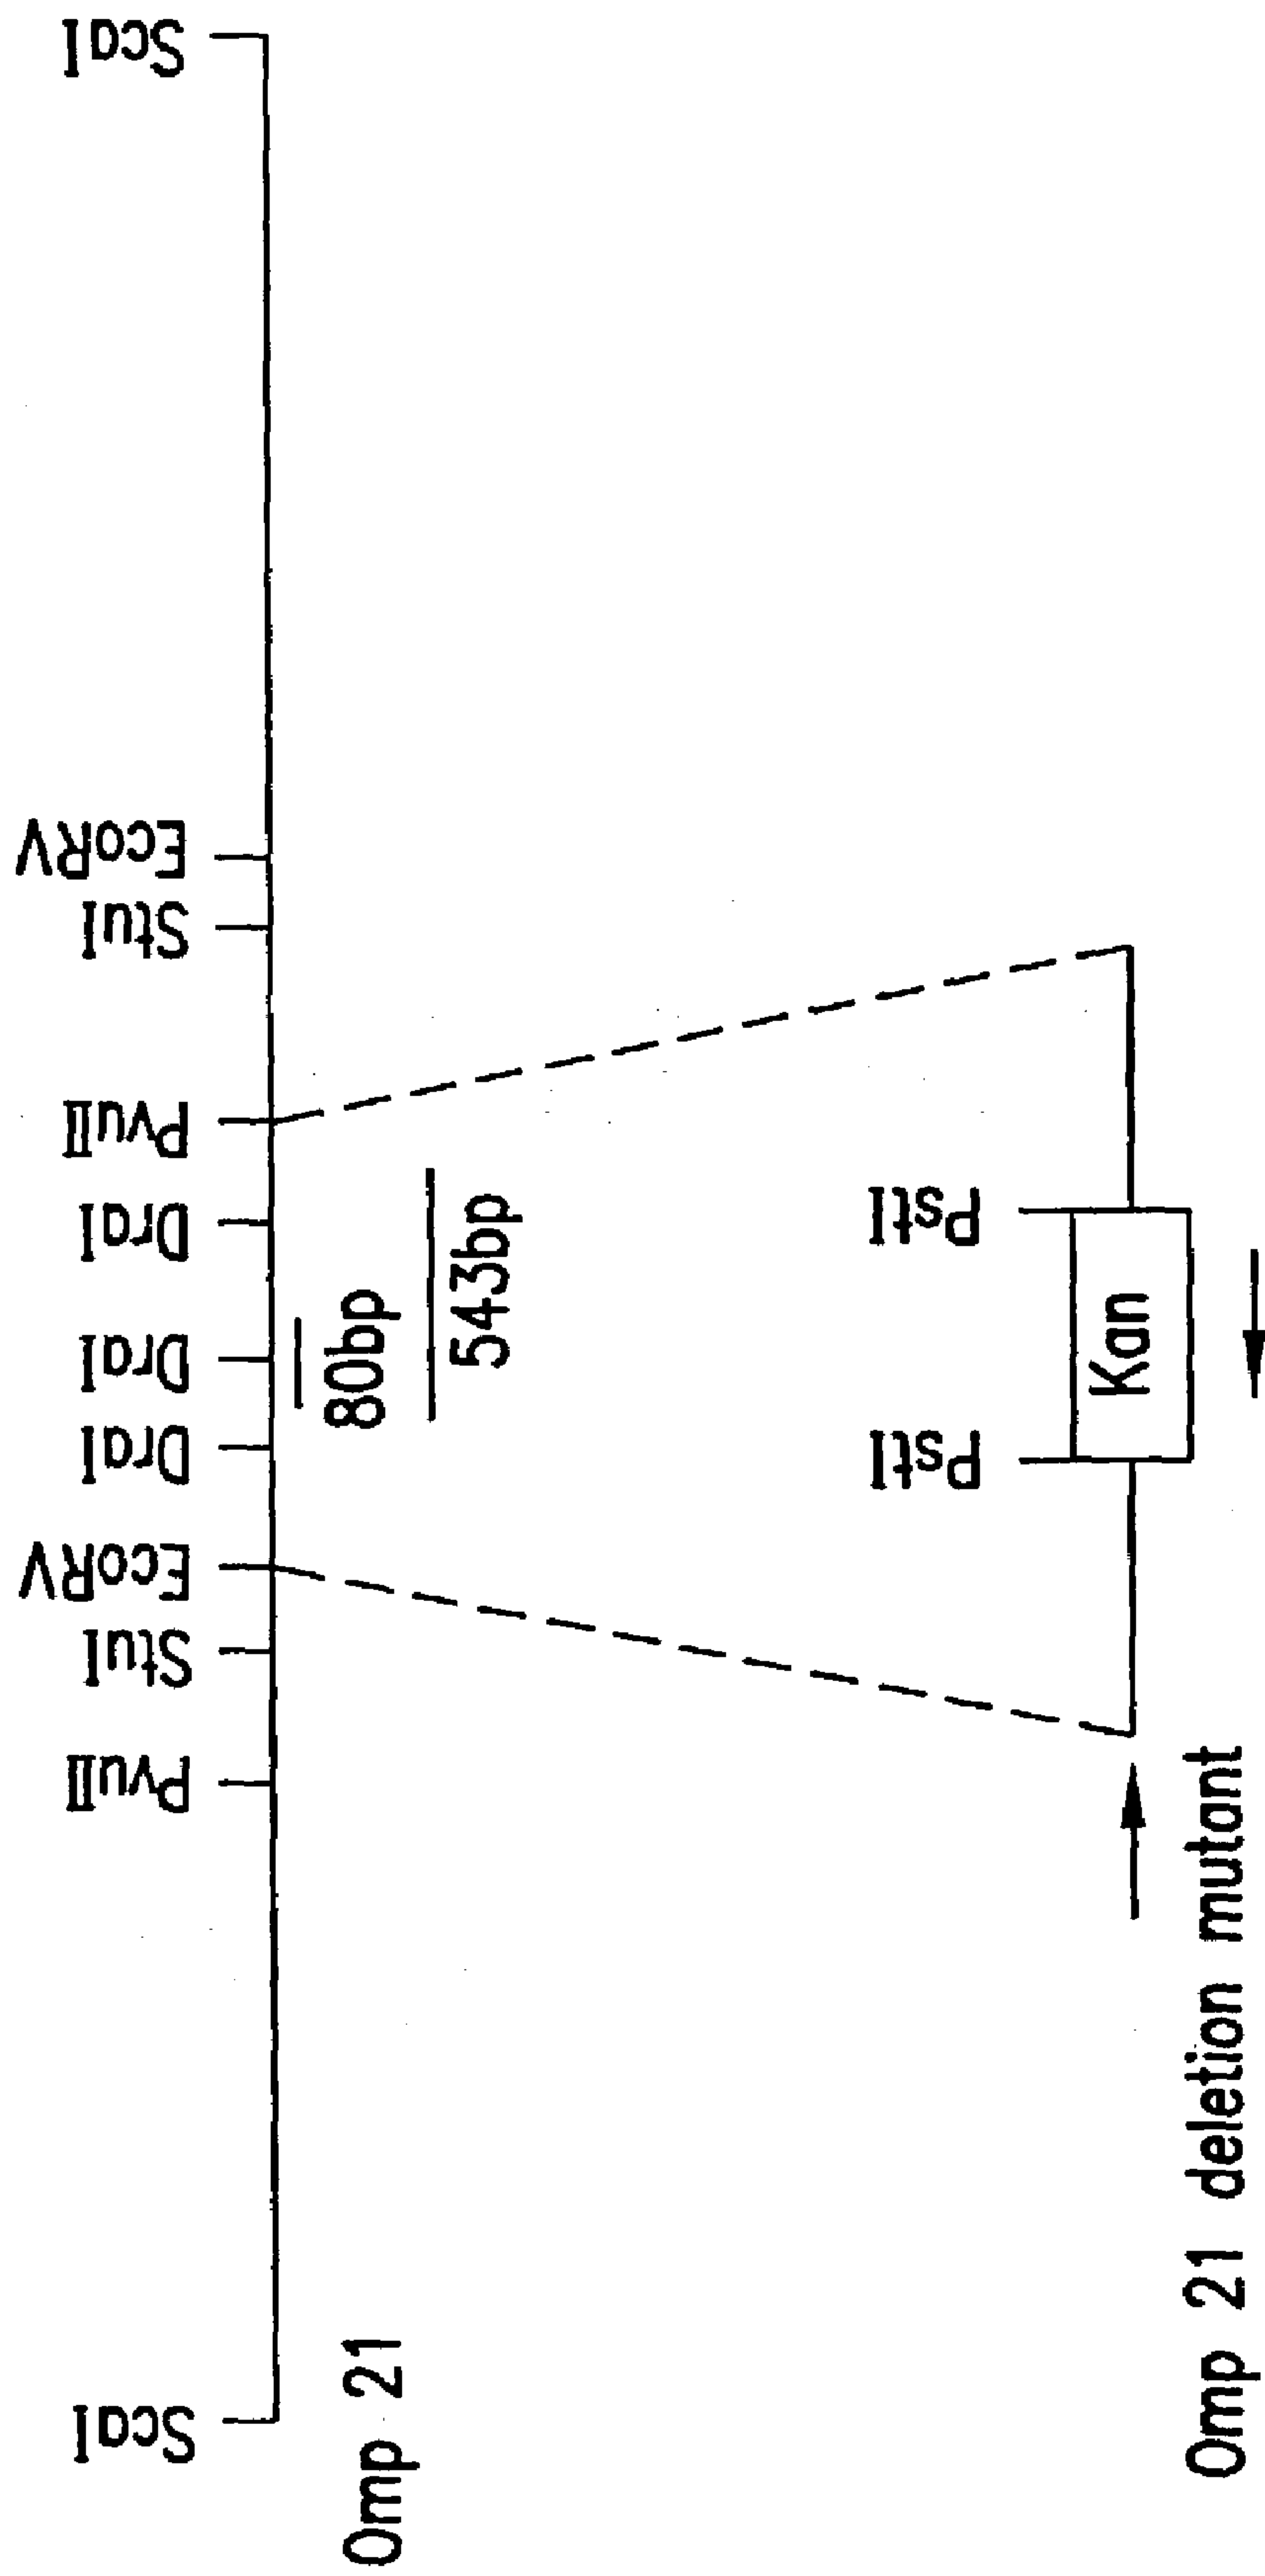 ScaI
PvuII
StuI
EcoRV
DraI
DraI
DraI
PvuII
StuI
EcoRV
ScaI
Omp 21
80bp
543bp
PstI
PstI
Kan
Omp 21 deletion mutant